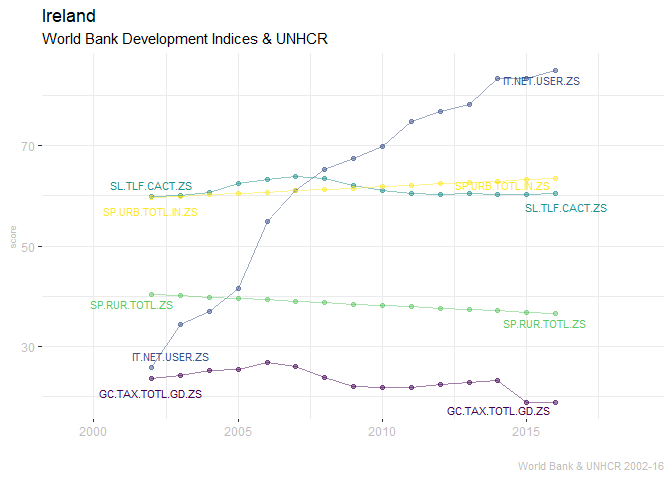 Ireland
World Bank Development Indices & UNHCR
IT.NET.USER.ZS
70
SL.TLF.CACT.ZS
SP.URB.TOTL.IN.ZS
SP.URB.TOTL.IN.ZS
SL.TLF.CACT.ZS
score
50
SP.RUR.TOTL.ZS
SP.RUR.TOTL.ZS
30
IT.NET.USER.ZS
GC.TAX.TOTL.GD.ZS
GC.TAX.TOTL.GD.ZS
2000 2005 2010 2015
World Bank & UNHCR 2002-16